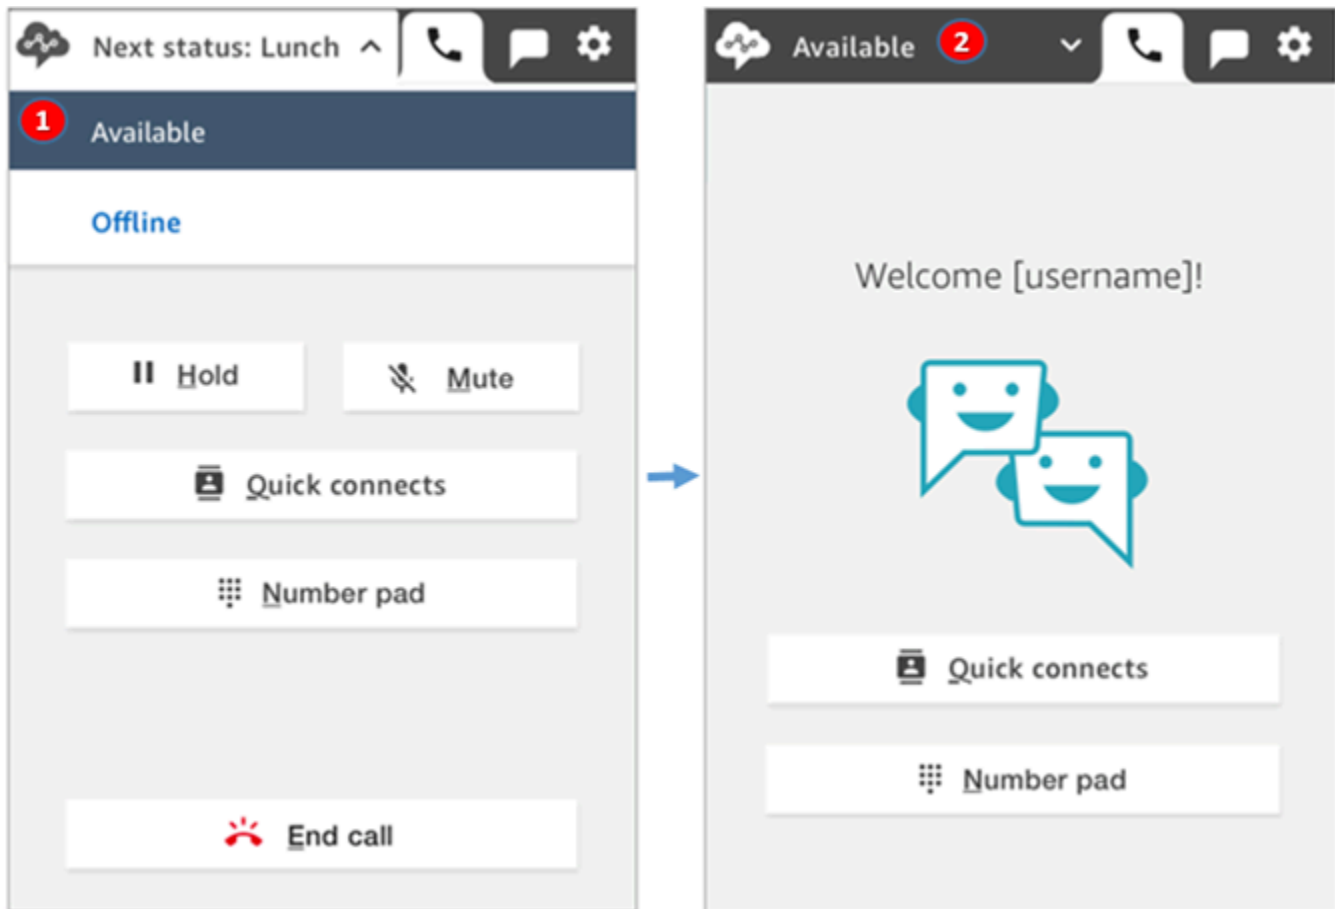 Next status: Lunch
1
Available
Offline
Hold
Mute
Quick connects
Number pad
End call
Available
2
Welcome [username]!
Quick connects
Number pad